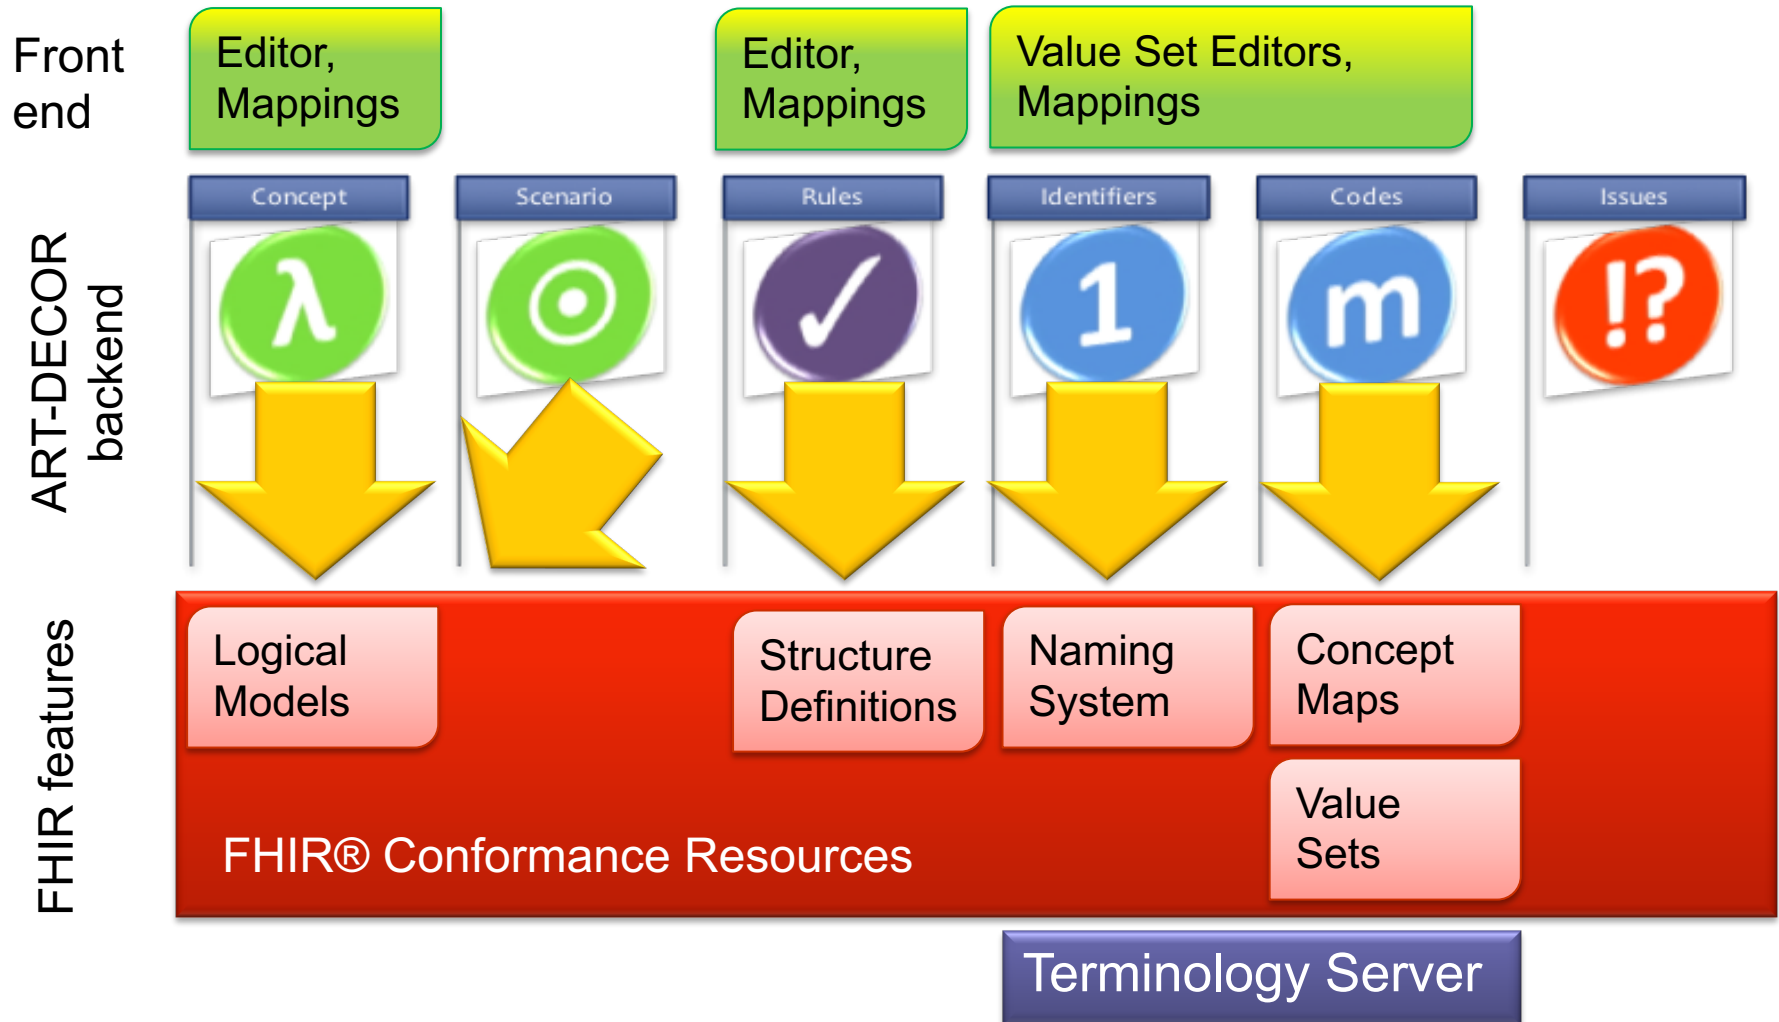 Front
end
Editor,
Mappings
Editor,
Mappings
Value Set Editors,
Mappings
ART-DECOR
backend
Concept
Scenario
Rules
Identifiers
Codes
Issues
λ
✓
1
m
!?
FHIR features
Logical
Models
Structure
Definitions
Naming
System
Concept
Maps
Value
Sets
FHIR® Conformance Resources
Terminology Server